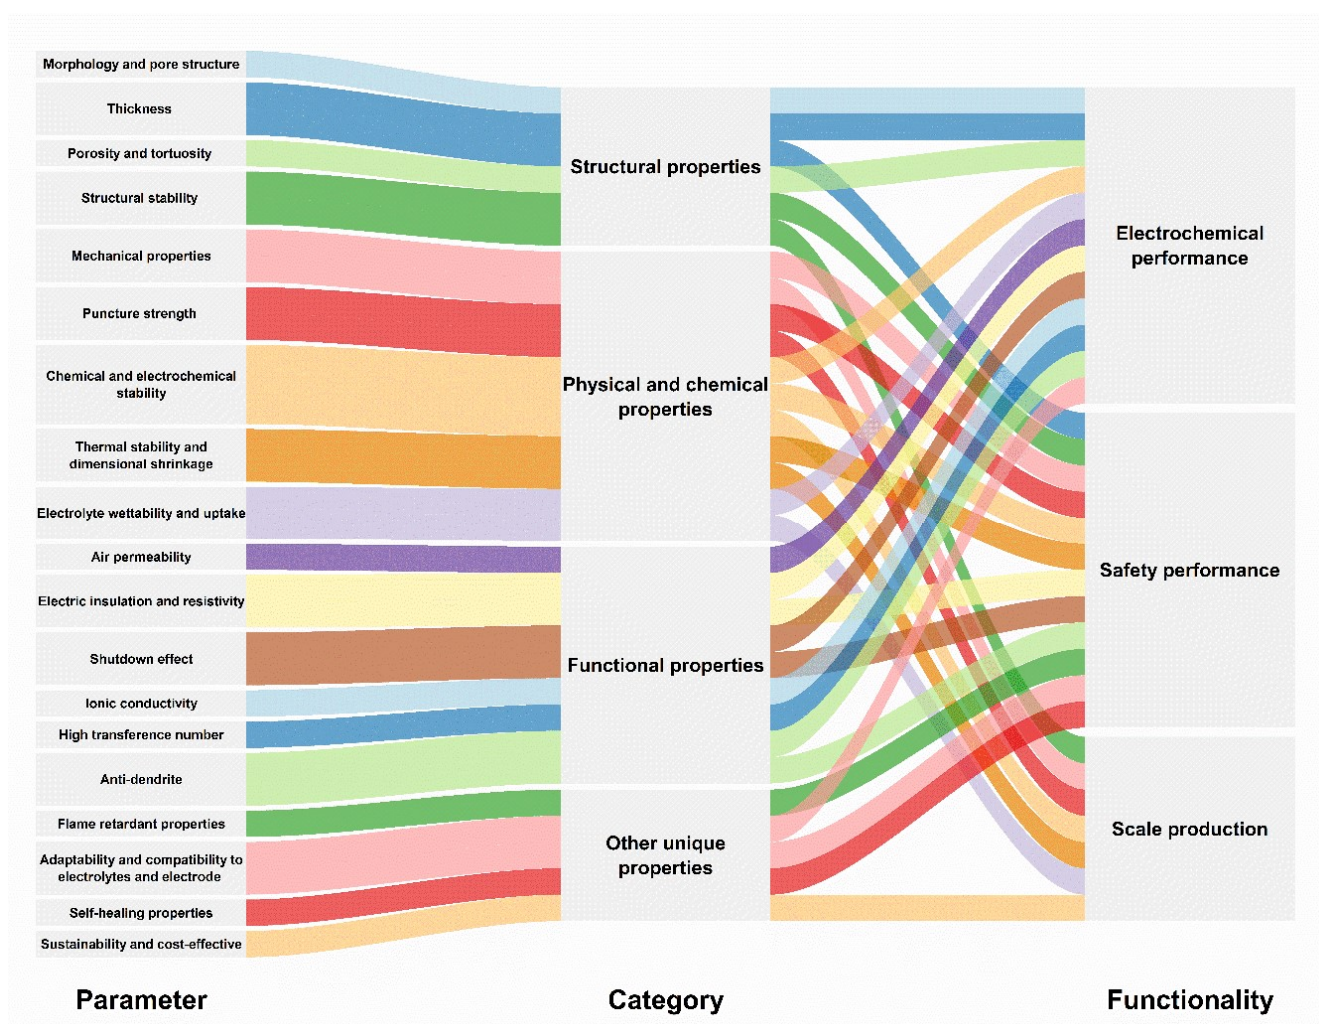 Morphology and pore structure
Thickness
Porosity and tortuosity
Structural stability
Mechanical properties
Puncture strength
Chemical and electrochemical
stability
Thermal stability and
dimensional shrinkage
Electrolyte wettability and uptake
Air permeability
Electric insulation and resistivity
Shutdown effect
Ionic conductivity
High transference number
Anti-dendrite
Flame retardant properties
Adaptability and compatibility to
electrolytes and electrode
Self-healing properties
Sustainability and cost-effective
Parameter
Structural properties
Physical and chemical
properties
Functional properties
Other unique
properties
Category
Electrochemical
performance
Safety performance
Scale production
Functionality